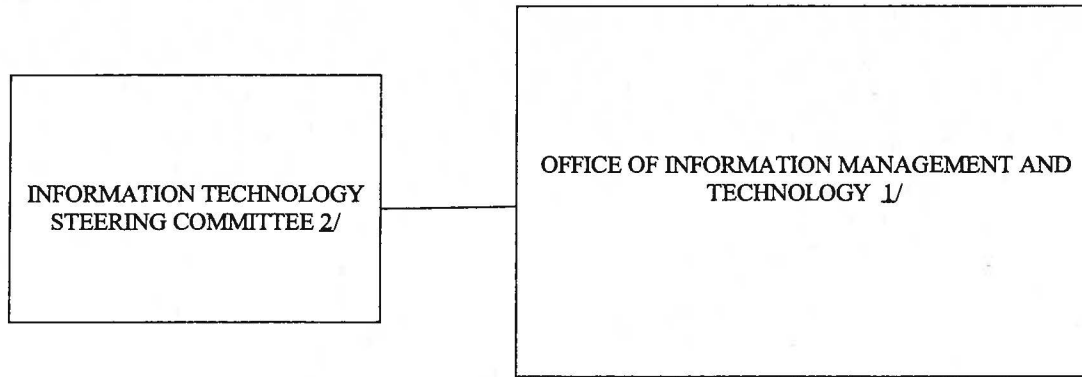 INFORMATION TECHNOLOGY
STEERING COMMITTEE 2/
OFFICE OF INFORMATION MANAGEMENT AND
TECHNOLOGY 1/